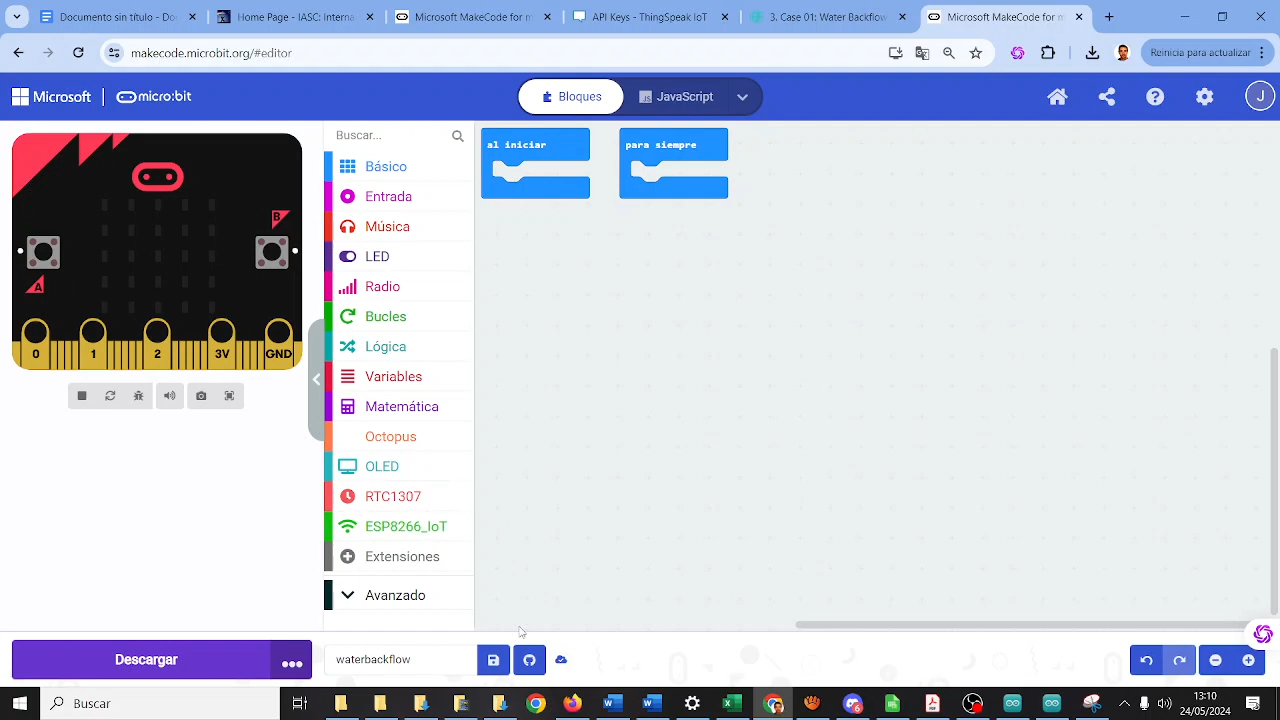 Documento sin título - Do
Home Page - IASC Interna
Microsoft MakeCode for m
API Keys - ThingSpeak IoT
3. Case 01: Water Backflow
Microsoft MakeCode for m
makecode.microbit.org/#editor
Reinicia para actualizar
Microsoft
micro:bit
Bloques
JavaScript
J
B
A
0 1 2 3V GND
Buscar...
Básico
Entrada
Música
LED
Radio
Bucles
Lógica
Variables
Matemática
Octopus
OLED
RTC1307
ESP8266_IoT
Extensiones
Avanzado
al iniciar
para siempre
Descargar
waterbackflow
Buscar
13:10
24/05/2024